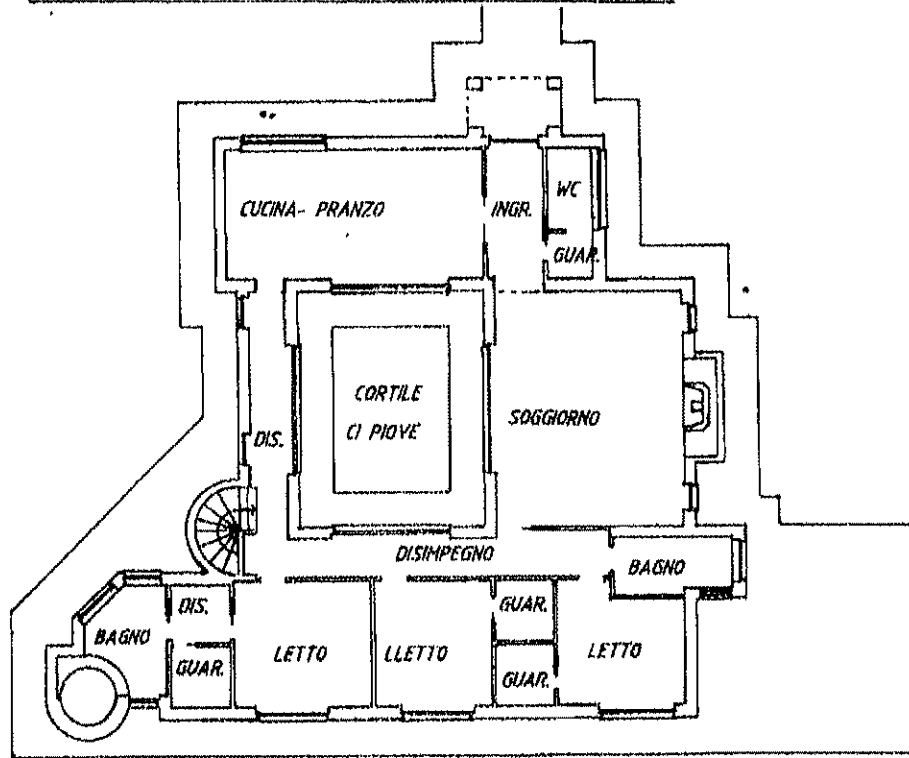 CUCINA- PRANZO
INGR.
WC
GUAR.
CORTILE
CI PIOVE
SOGGIORNO
DIS.
DISIMPEGNO
BAGNO
DIS.
GUAR.
BAGNO
GUAR.
LETTO
LLETTO
GUAR.
LETTO